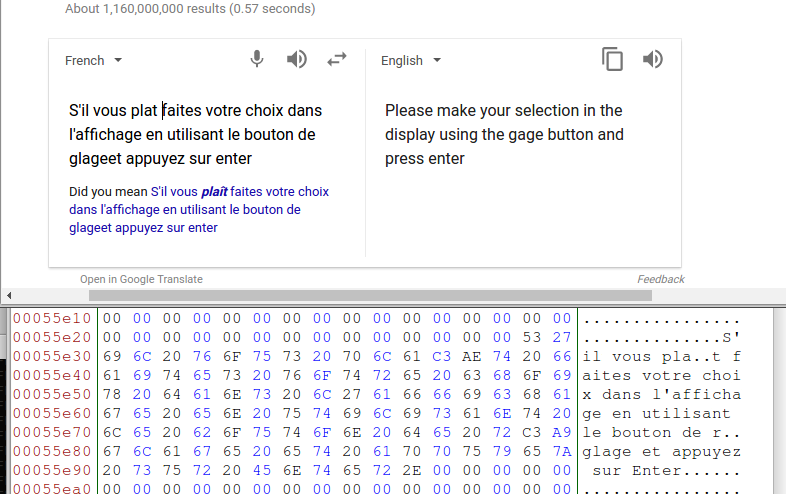 About 1,160,000,000 results (0.57 seconds)
French English
S'il vous plat faites votre choix dans
l'affichage en utilisant le bouton de
glageet appuyez sur enter
Please make your selection in the
display using the gage button and
press enter
Did you mean S'il vous plaît faites votre choix
dans l'affichage en utilisant le bouton de
glageet appuyez sur enter
Open in Google Translate Feedback
00055e10 00 00 00 00 00 00 00 00 00 00 00 00 00 00 00 00 ................
00055e20 00 00 00 00 00 00 00 00 00 00 00 00 00 00 53 27 ..............S'
00055e30 69 6C 20 76 6F 75 73 20 70 6C 61 C3 AE 74 20 66 il vous pla..t f
00055e40 61 69 74 65 73 20 76 6F 74 72 65 20 63 68 6F 69 aites votre choi
00055e50 78 20 64 61 6E 73 20 6C 27 61 66 66 69 63 68 61 x dans l'afficha
00055e60 67 65 20 65 6E 20 75 74 69 6C 69 73 61 6E 74 20 ge en utilisant
00055e70 6C 65 20 62 6F 75 74 6F 6E 20 64 65 20 72 C3 A9 le bouton de r..
00055e80 67 6C 61 67 65 20 65 74 20 61 70 70 75 79 65 7A glage et appuyez
00055e90 20 73 75 72 20 45 6E 74 65 72 2E 00 00 00 00 00 sur Enter......
00055ea0 00 00 00 00 00 00 00 00 00 00 00 00 00 00 00 00 ................